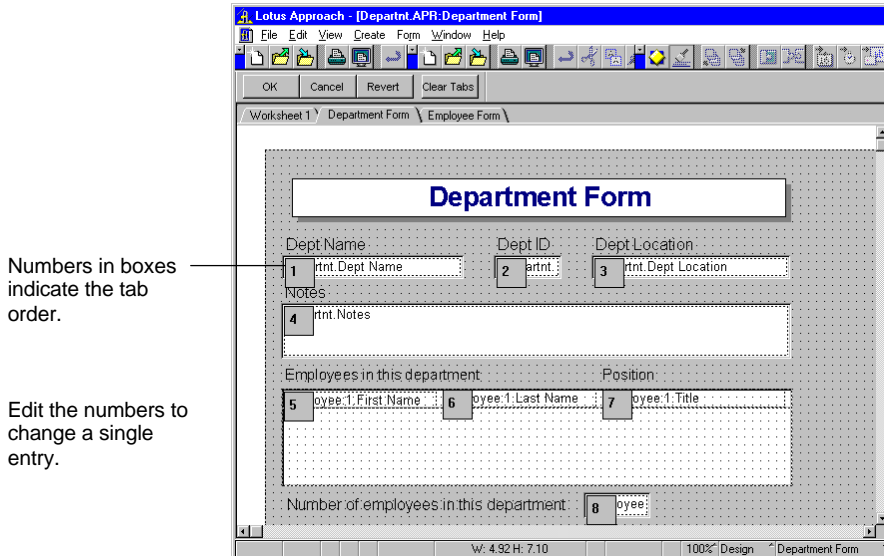 Lotus Approach - [Departnt.APR:Department Form]
File Edit View Create Form Window Help
OK Cancel Revert Clear Tabs
Worksheet 1 Department Form Employee Form
Department Form
Dept Name Dept ID Dept Location
1 rtnt.Dept Name 2 artnt. 3 rtnt.Dept Location
Numbers in boxes
indicate the tab
order.
Notes
4 rtnt.Notes
Employees in this department Position
5 oyee:1.First Name 6 oyee:1.Last Name 7 oyee:1.Title
Edit the numbers to
change a single
entry.
Number of employees in this department 8 oyee
W: 4.92 H: 7.10 100% Design Department Form